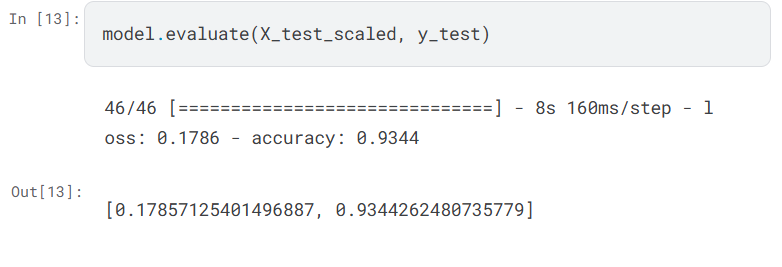 In [13]:
model.evaluate(X_test_scaled, y_test)
46/46 [==============================] - 8s 160ms/step - l
oss: 0.1786 - accuracy: 0.9344
Out[13]:
[0.17857125401496887, 0.9344262480735779]